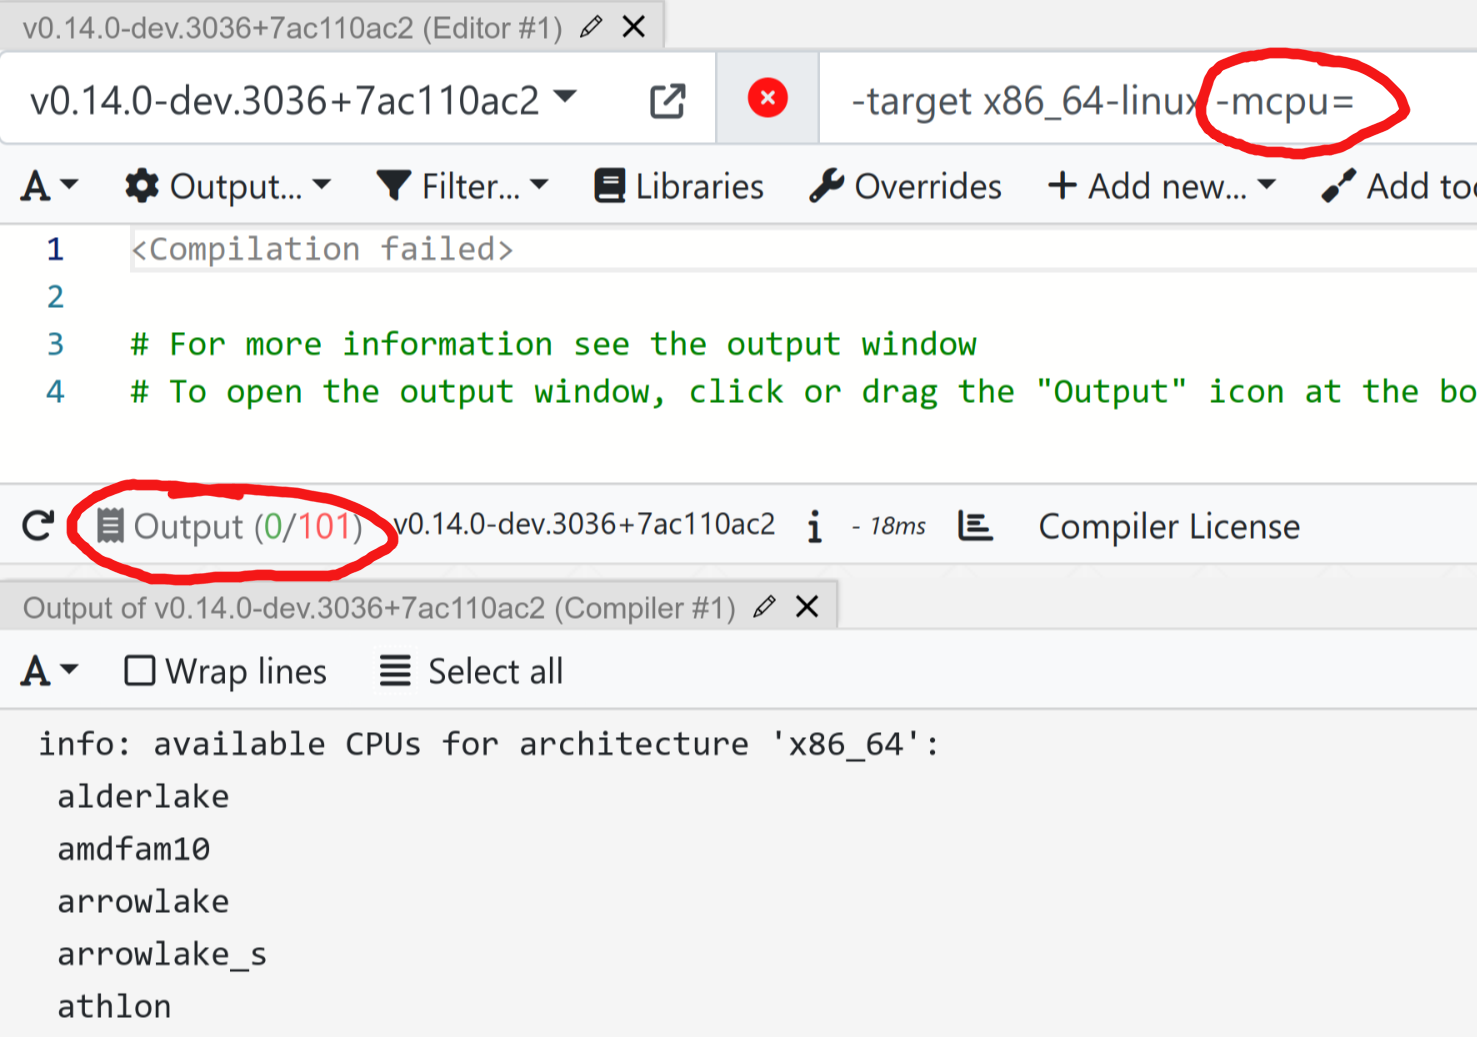 v0.14.0-dev.3036+7ac110ac2 (Editor #1)
v0.14.0-dev.3036+7ac110ac2
-target x86_64-linux -mcpu=
A Output... Filter... Libraries Overrides + Add new...
1 <Compilation failed>
2
3 # For more information see the output window
4 # To open the output window, click or drag the "Output" icon at the
Output (0/101) v0.14.0-dev.3036+7ac110ac2 i - 18ms Compiler License
Output of v0.14.0-dev.3036+7ac110ac2 (Compiler #1)
A Wrap lines Select all
info: available CPUs for architecture 'x86_64':
alderlake
amdfam10
arrowlake
arrowlake_s
athlon